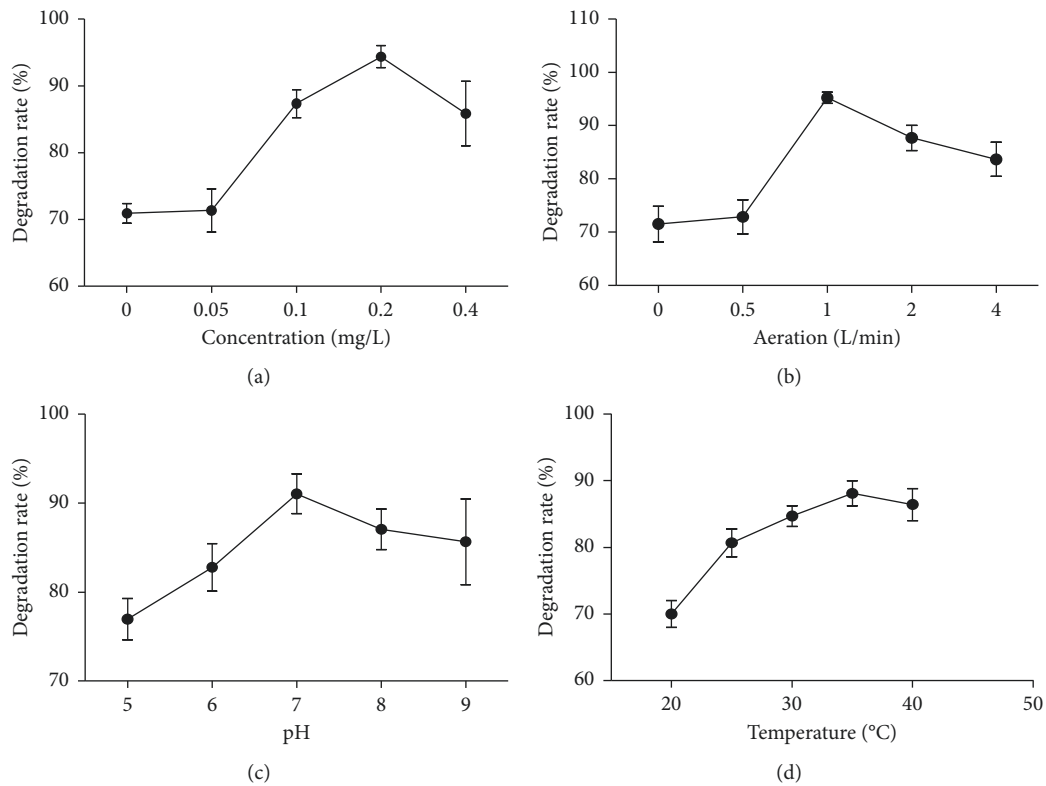 100
90
80
70
60
Degradation rate (%)
0 0.05 0.1 0.2 0.4
Concentration (mg/L)
(a)
110
100
90
80
70
60
Degradation rate (%)
0 0.5 1 2 4
Aeration (L/min)
(b)
100
90
80
70
Degradation rate (%)
5 6 7 8 9
pH
(c)
100
90
80
70
60
Degradation rate (%)
20 30 40 50
Temperature (°C)
(d)